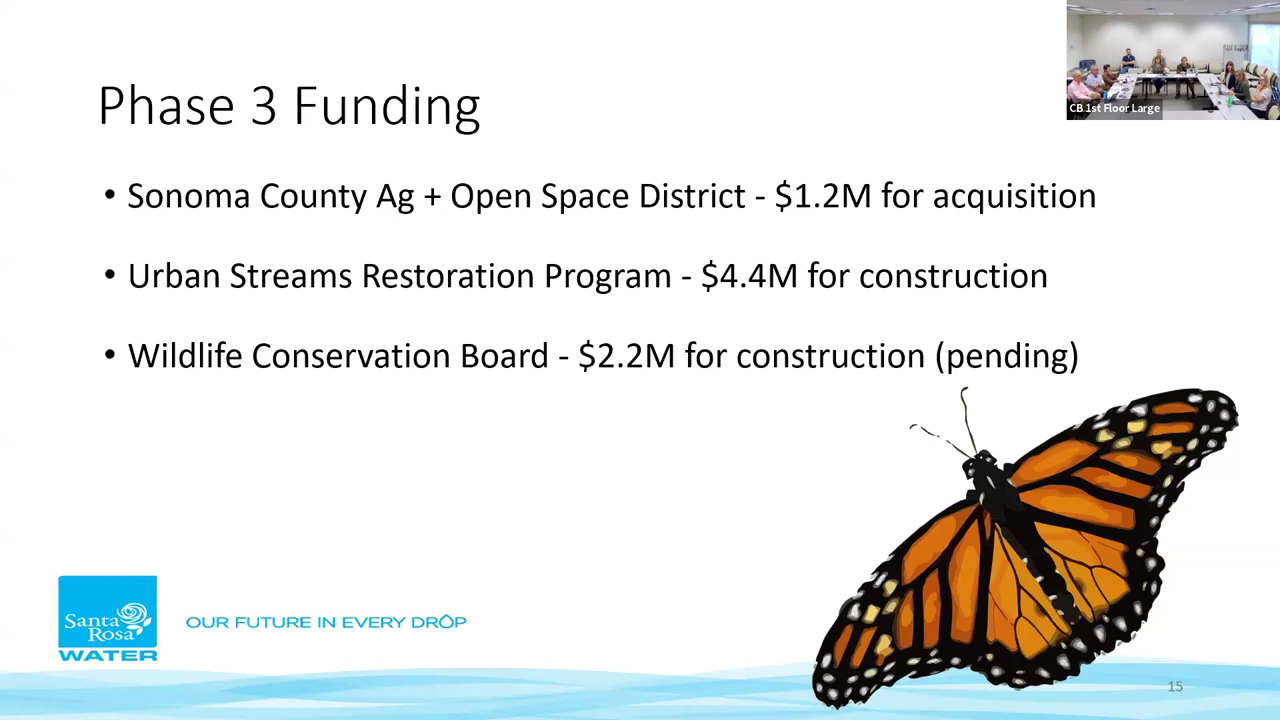 CB 1st Floor Large
Phase 3 Funding
• Sonoma County Ag + Open Space District - $1.2M for acquisition
• Urban Streams Restoration Program - $4.4M for construction
• Wildlife Conservation Board - $2.2M for construction (pending)
Santa
Rosa
WATER
OUR FUTURE IN EVERY DROP
15